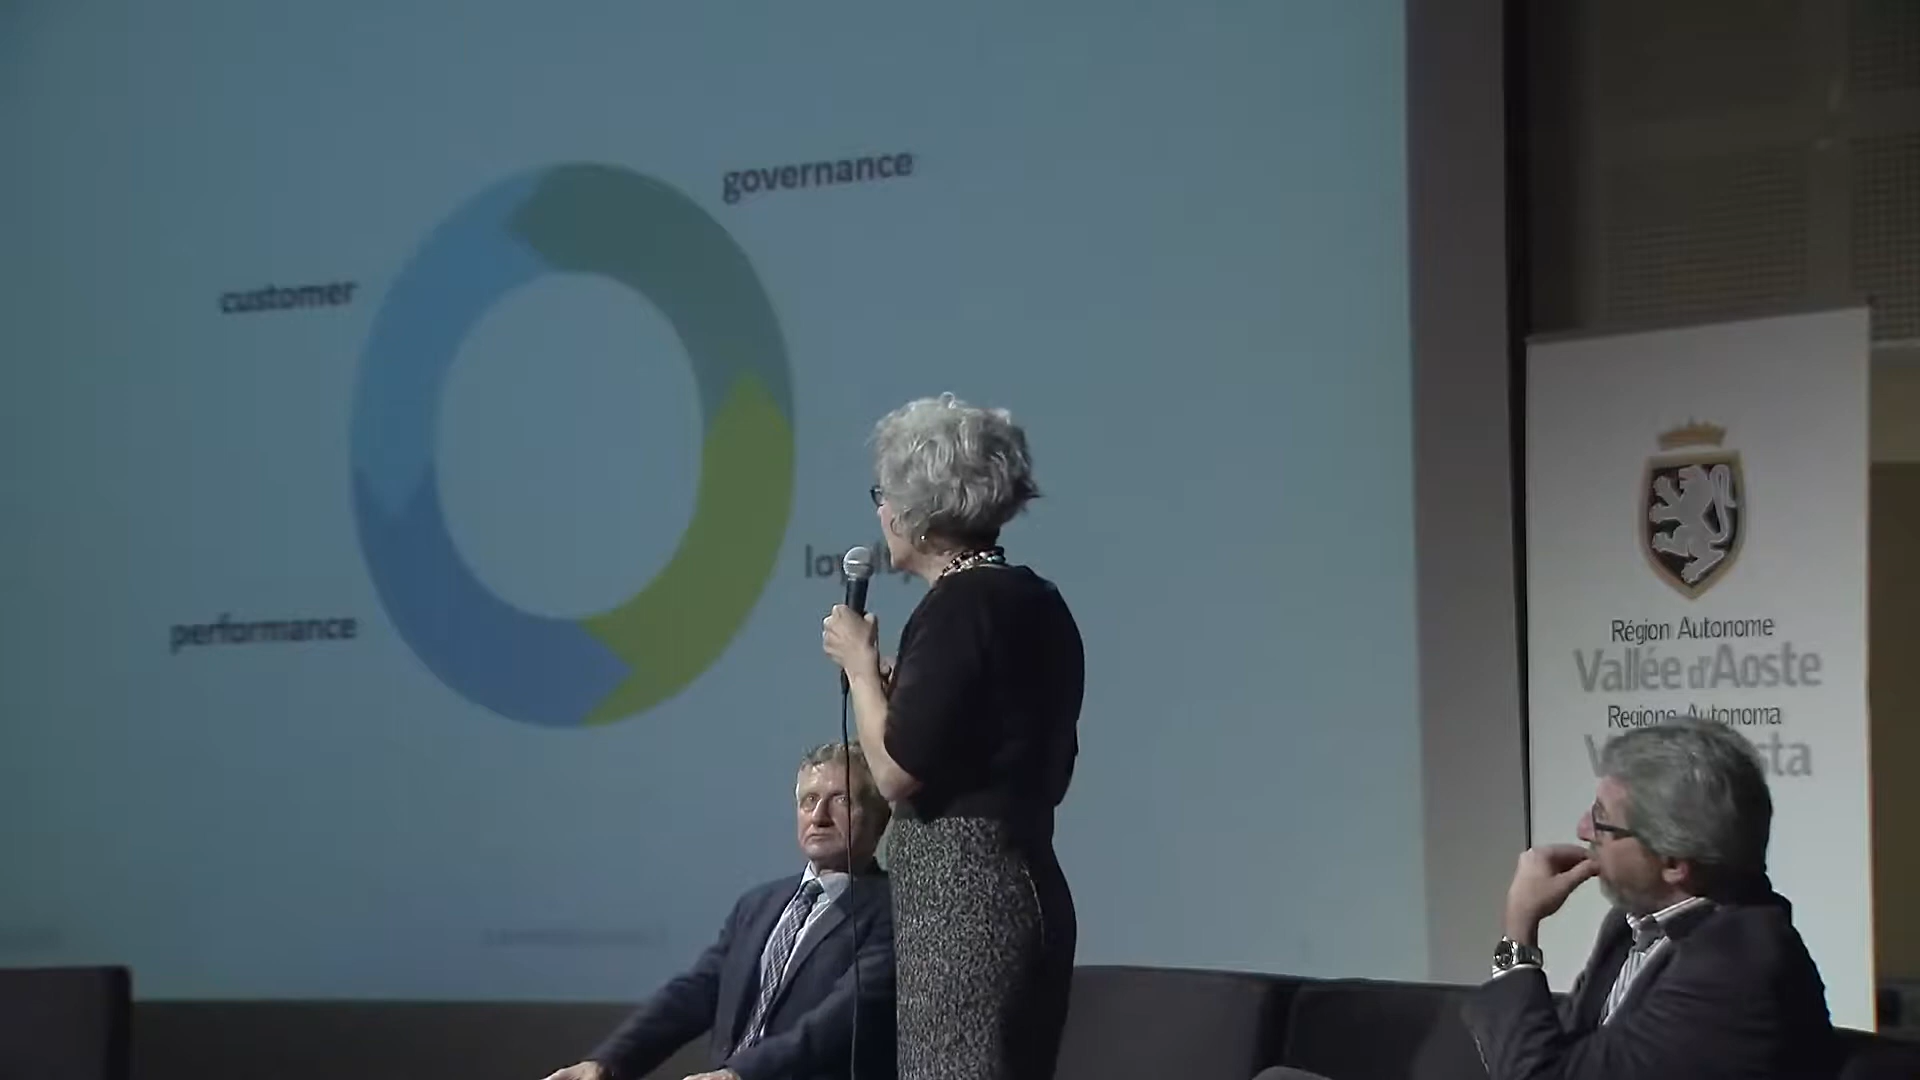 governance
customer
performance
Région Autonome
Vallée d'Aoste
Regione Autonoma